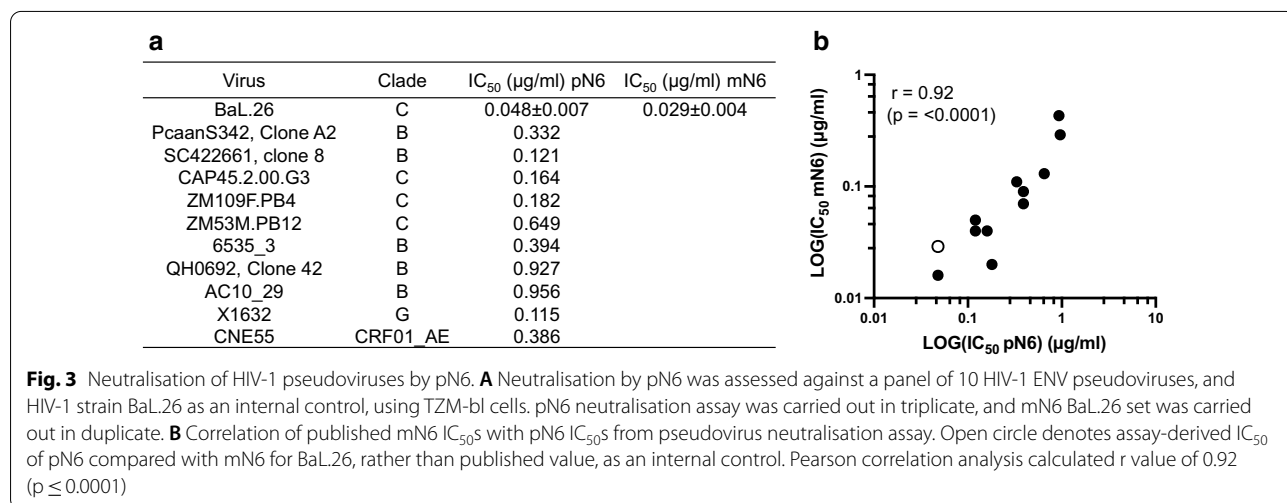 a
Virus Clade IC50 (µg/ml) pN6 IC50 (µg/ml) mN6
BaL.26 C 0.048±0.007 0.029±0.004
PcaanS342, Clone A2 B 0.332
SC422661, clone 8 B 0.121
CAP45.2.00.G3 C 0.164
ZM109F.PB4 C 0.182
ZM53M.PB12 C 0.649
6535_3 B 0.394
QH0692, Clone 42 B 0.927
AC10_29 B 0.956
X1632 G 0.115
CNE55 CRF01_AE 0.386
b
LOG(IC50 mN6) (µg/ml)
1
0.1
0.01
r = 0.92
(p = <0.0001)
0.01 0.1 1 10
LOG(IC50 pN6) (µg/ml)
Fig. 3 Neutralisation of HIV-1 pseudoviruses by pN6. A Neutralisation by pN6 was assessed against a panel of 10 HIV-1 ENV pseudoviruses, and
HIV-1 strain BaL.26 as an internal control, using TZM-bl cells. pN6 neutralisation assay was carried out in triplicate, and mN6 BaL.26 set was carried
out in duplicate. B Correlation of published mN6 IC50s with pN6 IC50s from pseudovirus neutralisation assay. Open circle denotes assay-derived IC50
of pN6 compared with mN6 for BaL.26, rather than published value, as an internal control. Pearson correlation analysis calculated r value of 0.92
(p ≤ 0.0001)